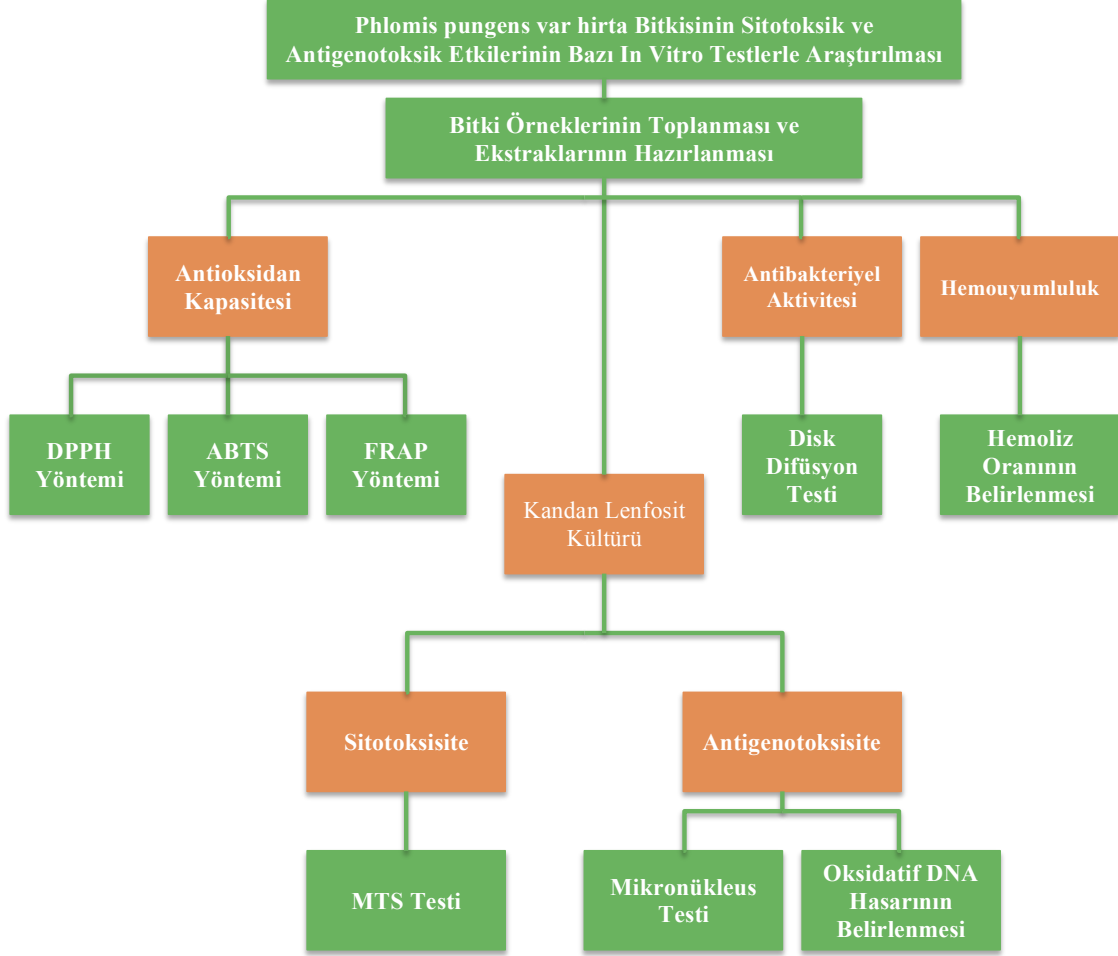 Phlomis pungens var hirta Bitkisinin Sitotoksik ve
Antigenotoksik Etkilerinin Bazı In Vitro Testlerle Araştırılması
Bitki Örneklerinin Toplanması ve
Ekstraklarının Hazırlanması
Antioksidan
Kapasitesi
Antibakteriyel
Aktivitesi
Hemouyumluluk
DPPH
Yöntemi
ABTS
Yöntemi
FRAP
Yöntemi
Disk
Difüsyon
Testi
Hemoliz
Oranının
Belirlenmesi
Kandan Lenfosit
Kültürü
Sitotoksisite
Antigenotoksisite
MTS Testi
Mikronükleus
Testi
Oksidatif DNA
Hasarının
Belirlenmesi